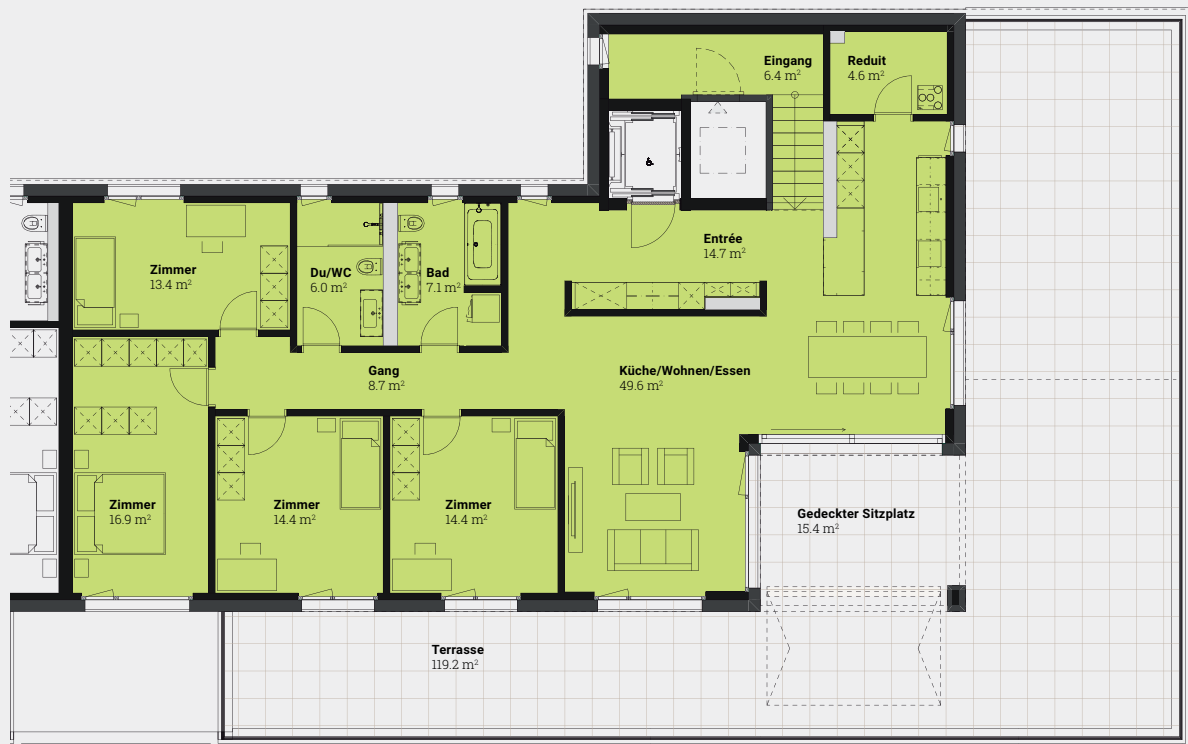 Eingang
6.4 m²
Reduit
4.6 m²
Entrée
14.7 m²
Zimmer
13.4 m²
Du/WC
6.0 m²
Bad
7.1 m²
Gang
8.7 m²
Küche/Wohnen/Essen
49.6 m²
Zimmer
16.9 m²
Zimmer
14.4 m²
Zimmer
14.4 m²
Gedeckter Sitzplatz
15.4 m²
Terrasse
119.2 m²